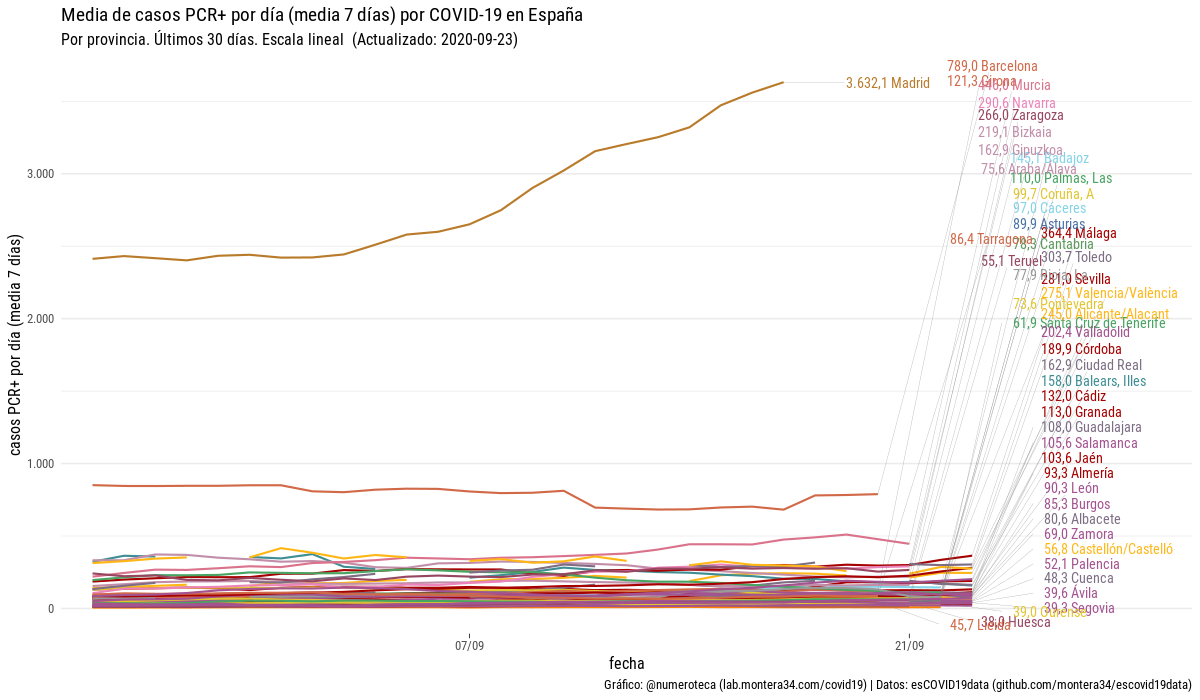 Media de casos PCR+ por día (media 7 días) por COVID-19 en España
Por provincia. Últimos 30 días. Escala lineal (Actualizado: 2020-09-23)
casos PCR+ por día (media 7 días)
3.000
2.000
1.000
0
07/09
21/09
fecha
3.632,1 Madrid
789,0 Barcelona
121,3 Girona
Murcia
290,6 Navarra
266,0 Zaragoza
219,1 Bizkaia
162,9 Gipuzkoa
145,1 Badajoz
75,6 Araba/Álava
110,0 Palmas, Las
99,7 Coruña, A
97,0 Cáceres
89,9 Asturias
364,4 Málaga
86,4 Tarragona
78,3 Cantabria
303,7 Toledo
55,1 Teruel
77,9 Rioja, La
281,0 Sevilla
275,1 Valencia/València
73,6 Pontevedra
245,0 Alicante/Alacant
61,9 Santa Cruz de Tenerife
202,4 Valladolid
189,9 Córdoba
162,9 Ciudad Real
158,0 Balears, Illes
132,0 Cádiz
113,0 Granada
108,0 Guadalajara
105,6 Salamanca
103,6 Jaén
93,3 Almería
90,3 León
85,3 Burgos
80,6 Albacete
69,0 Zamora
56,8 Castellón/Castelló
52,1 Palencia
48,3 Cuenca
39,6 Ávila
39,3 Segovia
39,0 Ourense
38,0 Huesca
45,7 Lleida
Gráfico: @numeroteca (lab.montera34.com/covid19) | Datos: esCOVID19data (github.com/montera34/escovid19data)